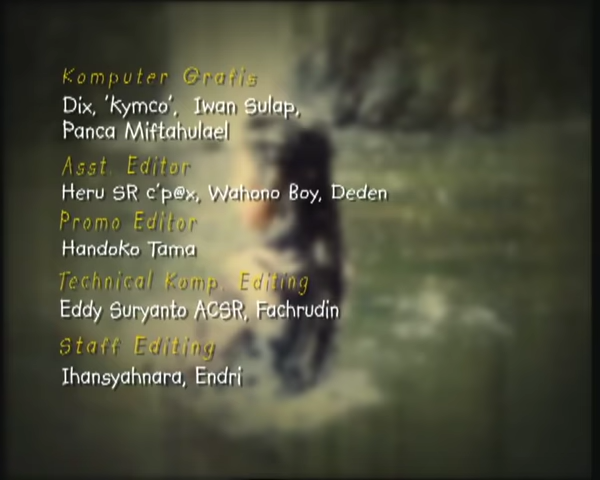 Komputer Grafis
Dix, 'kymco', Iwan Sulap,
Panca Miftahulael
Asst. Editor
Heru SR c'p@x, Wahono Boy, Deden
Promo Editor
Handoko Tama
Technical Komp. Editing
Eddy Suryanto ACSR, Fachrudin
Staff Editing
Ihansyahnara, Endri